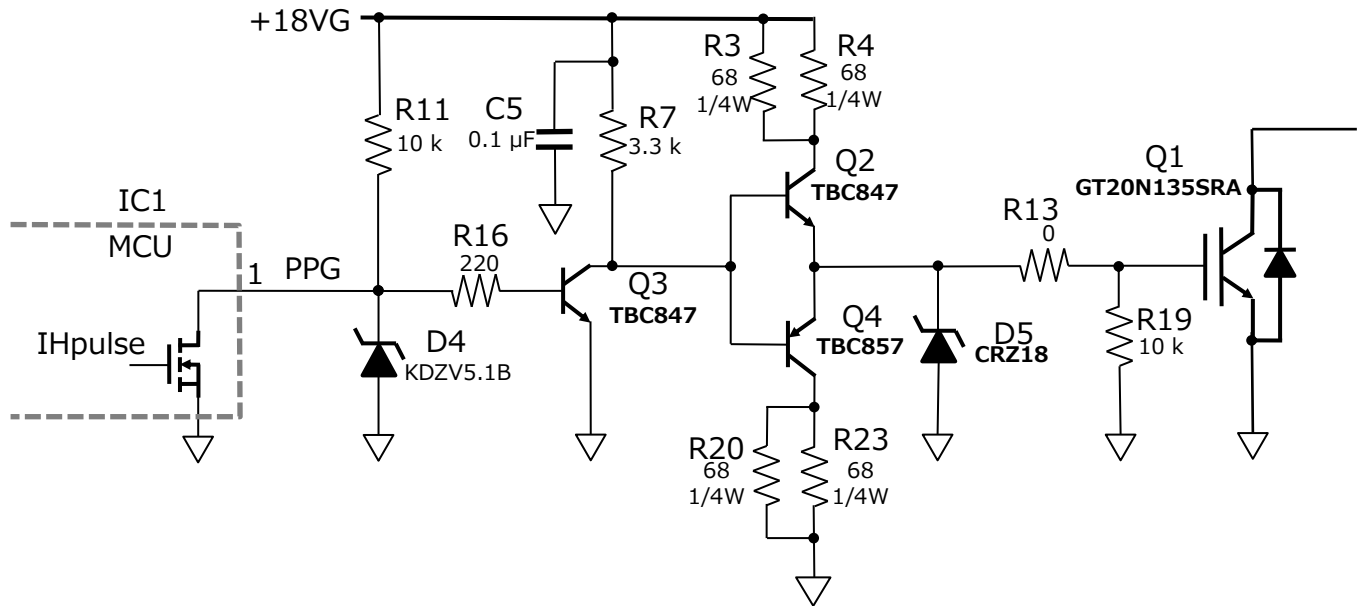 +18VG
R3
68
1/4W
R4
68
1/4W
R11
10 k
C5
0.1 µF
R7
3.3 k
Q2
TBC847
Q1
GT20N135SRA
IC1
MCU
R16
220
R13
0
1
PPG
Q3
TBC847
IHpulse
D4
KDZV5.1B
Q4
TBC857
D5
CRZ18
R19
10 k
R20
68
1/4W
R23
68
1/4W